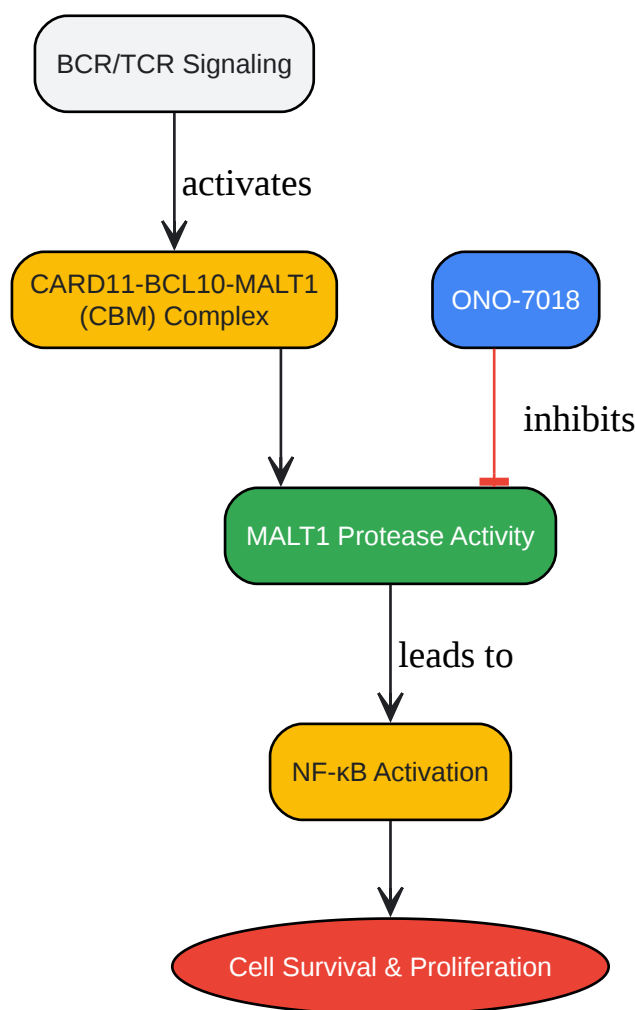 BCR/TCR Signaling
activates
CARD11-BCL10-MALT1
(CBM) Complex
ONO-7018
inhibits
MALT1 Protease Activity
leads to
NF-κB Activation
Cell Survival & Proliferation